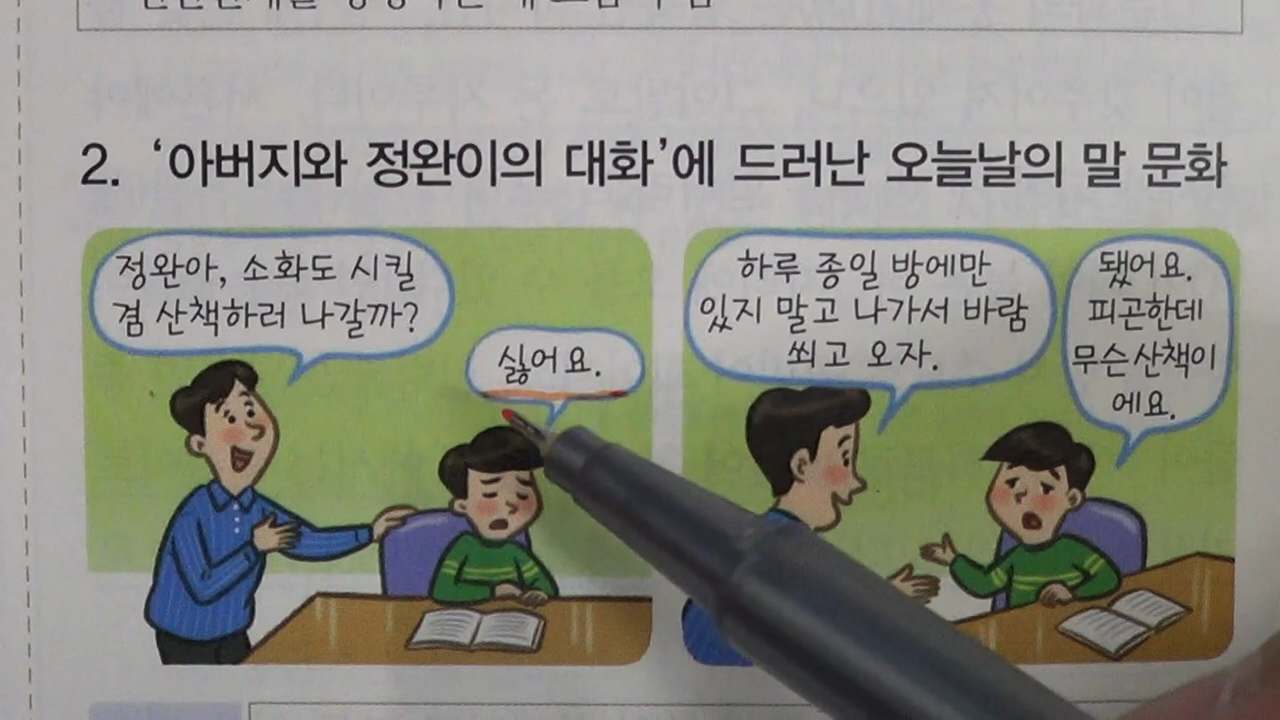 2. ‘아버지와 정완이의 대화’에 드러난 오늘날의 말 문화
정완아, 소화도 시킬
겸 산책하러 나갈까?
싫어요.
하루 종일 방에만
있지 말고 나가서 바람
쐬고 오자.
됐어요.
피곤한데
무슨 산책이
에요.